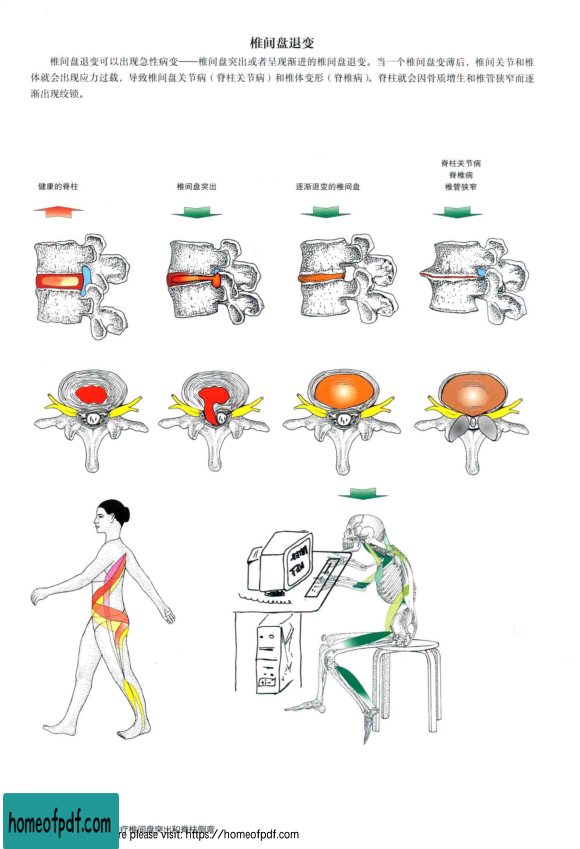 椎间盘退变
椎间盘退变可以出现急性病变——椎间盘突出或者呈现渐进的椎间盘退变。当一个椎间盘变薄后，椎间关节和椎
体就会出现应力过载，导致椎间盘关节病（脊柱关节病）和椎体变形（脊椎病）。脊柱就会因骨质增生和椎管狭窄而逐
渐出现绞锁。
脊柱关节病
脊椎病
椎管狭窄
健康的脊柱
椎间盘突出
逐渐退变的椎间盘
疗椎间盘突出和脊柱侧弯
homeofpdf.com
re please visit: https://homeofpdf.com